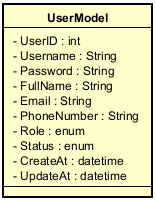 UserModel
- UserID : int
- Username : String
- Password : String
- FullName : String
- Email : String
- PhoneNumber : String
- Role : enum
- Status : enum
- CreateAt : datetime
- UpdateAt : datetime